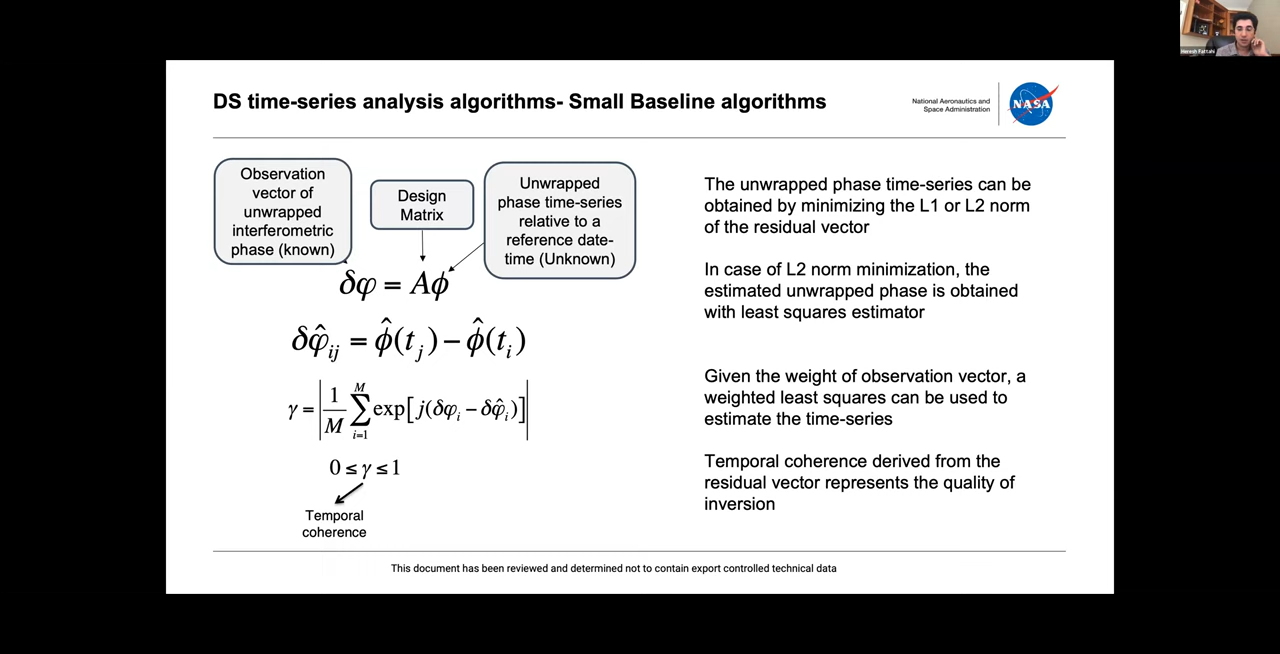 Heresh Fattahi
DS time-series analysis algorithms- Small Baseline algorithms
National Aeronautics and
Space Administration
NASA
Observation
vector of
unwrapped
interferometric
phase (known)
Design
Matrix
Unwrapped
phase time-series
relative to a
reference date-
time (Unknown)
δφ = Aϕ
δφ̂ᵢⱼ = ϕ̂(tⱼ) − ϕ̂(tᵢ)
γ = |1/M ∑ᵢ₌₁ᴹ exp[j(δφᵢ − δφ̂ᵢ)]|
0 ≤ γ ≤ 1
Temporal
coherence
The unwrapped phase time-series can be
obtained by minimizing the L1 or L2 norm
of the residual vector
In case of L2 norm minimization, the
estimated unwrapped phase is obtained
with least squares estimator
Given the weight of observation vector, a
weighted least squares can be used to
estimate the time-series
Temporal coherence derived from the
residual vector represents the quality of
inversion
This document has been reviewed and determined not to contain export controlled technical data